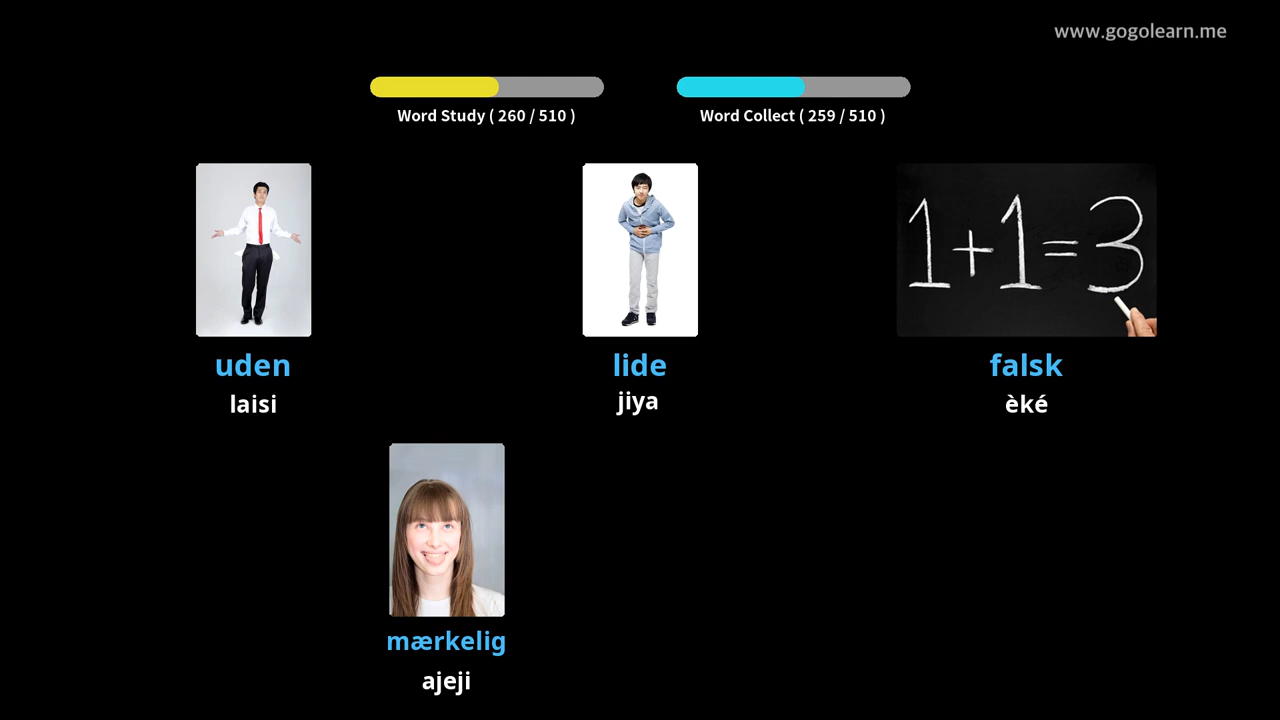 www.gogolearn.me
Word Study ( 260 / 510 )
Word Collect ( 259 / 510 )
1+1=3
uden
lide
falsk
laisi
jiya
èké
mærkelig
ajeji